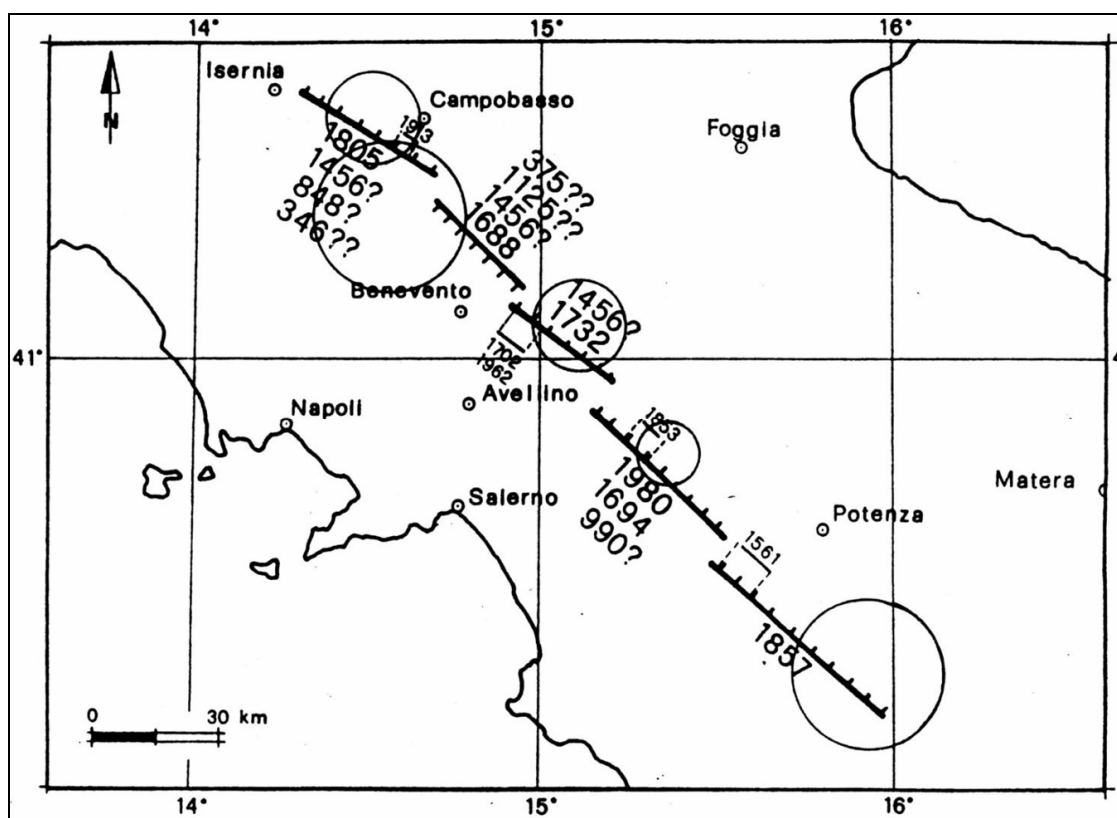 14°
15°
16°
Isernia
Campobasso
Foggia
N
1913
1805
1456?
848?
346??
375??
1125??
1456?
1688
Benevento
1456?
1732
41°
4
1702
1962
Avellino
Napoli
1853
1980
1694
990?
Salerno
Matera
Potenza
1561
1857
0 30 km
14°
15°
16°